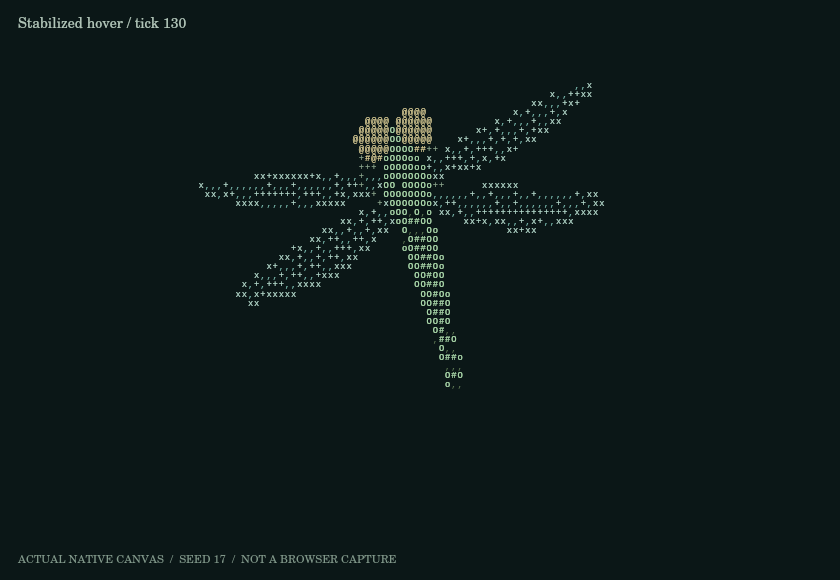 Stabilized hover / tick 130
ACTUAL NATIVE CANVAS / SEED 17 / NOT A BROWSER CAPTURE